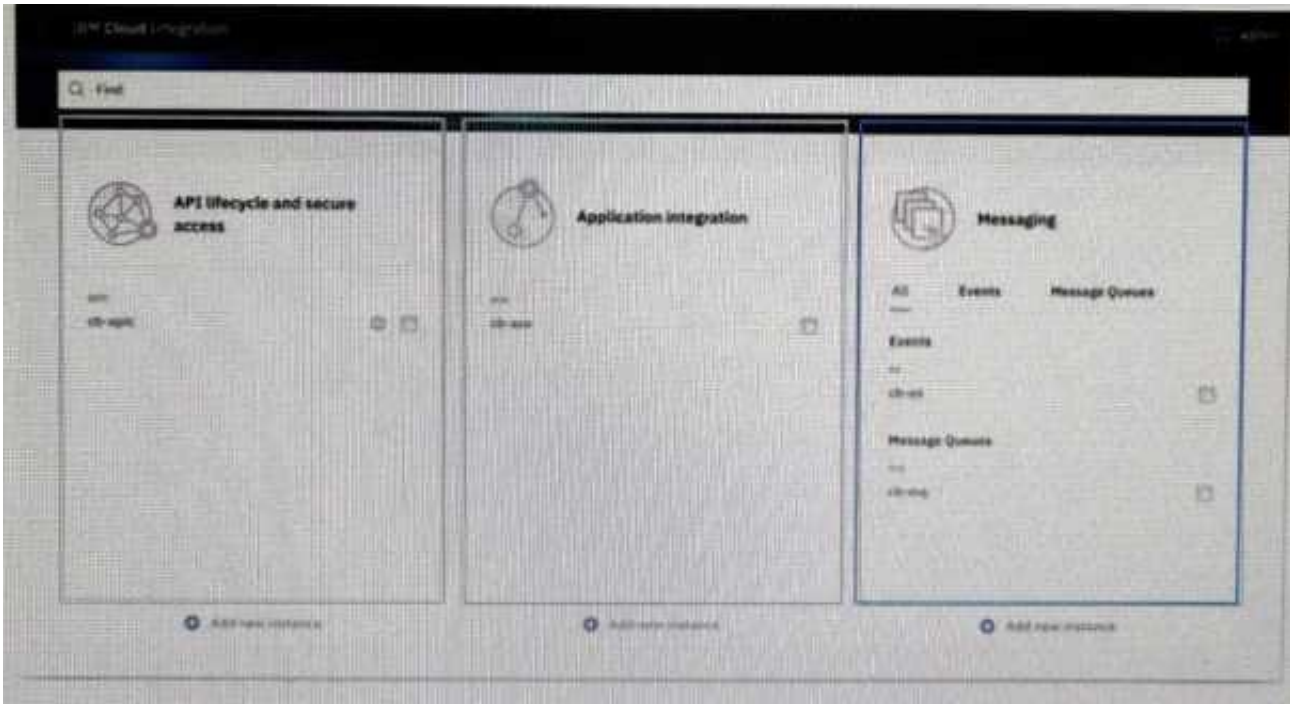 IBM Cloud Integration
admin
Find
API lifecycle and secure
access
Application integration
Messaging
All Events Message Queues
Events
Message Queues
Add new instance
Add new instance
Add new instance